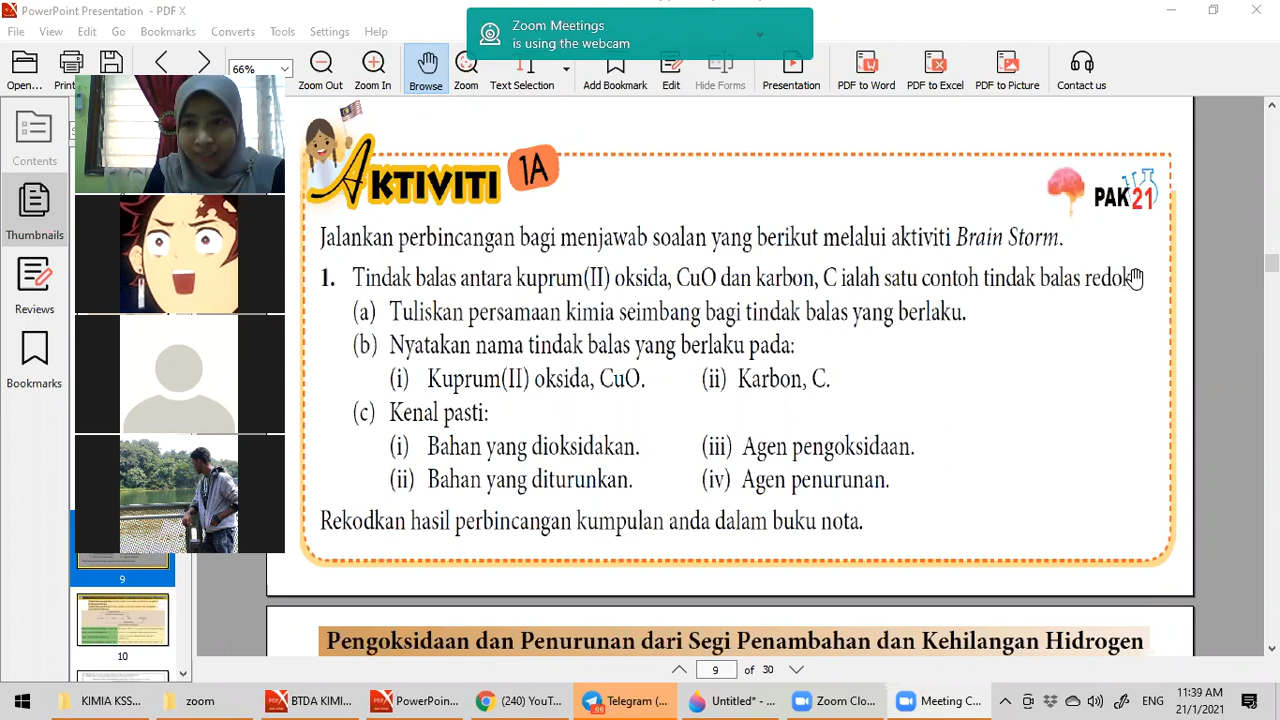 PowerPoint Presentation - PDF X
File View Edit Go Bookmarks Converts Tools Settings Help
Zoom Meetings
is using the webcam
66%
Open... Print Zoom Out Zoom In Browse Zoom Text Selection Add Bookmark Edit Hide Forms Presentation PDF to Word PDF to Excel PDF to Picture Contact us
Contents
Thumbnails
Reviews
Bookmarks
AKTIVITI 1A
PAK 21
Jalankan perbincangan bagi menjawab soalan yang berikut melalui aktiviti Brain Storm.
1. Tindak balas antara kuprum(II) oksida, CuO dan karbon, C ialah satu contoh tindak balas redok
(a) Tuliskan persamaan kimia seimbang bagi tindak balas yang berlaku.
(b) Nyatakan nama tindak balas yang berlaku pada:
(i) Kuprum(II) oksida, CuO. (ii) Karbon, C.
(c) Kenal pasti:
(i) Bahan yang dioksidakan. (iii) Agen pengoksidaan.
(ii) Bahan yang diturunkan. (iv) Agen penurunan.
Rekodkan hasil perbincangan kumpulan anda dalam buku nota.
9
10
Pengoksidaan dan Penurunan dari Segi Penambahan dan Kehilangan Hidrogen
9 of 30
KIMIA KSS... zoom BTDA KIMI... PowerPoint... (240) YouT... Telegram (... Untitled* -... Zoom Clo... Meeting C... ENG
11:39 AM
21/1/2021